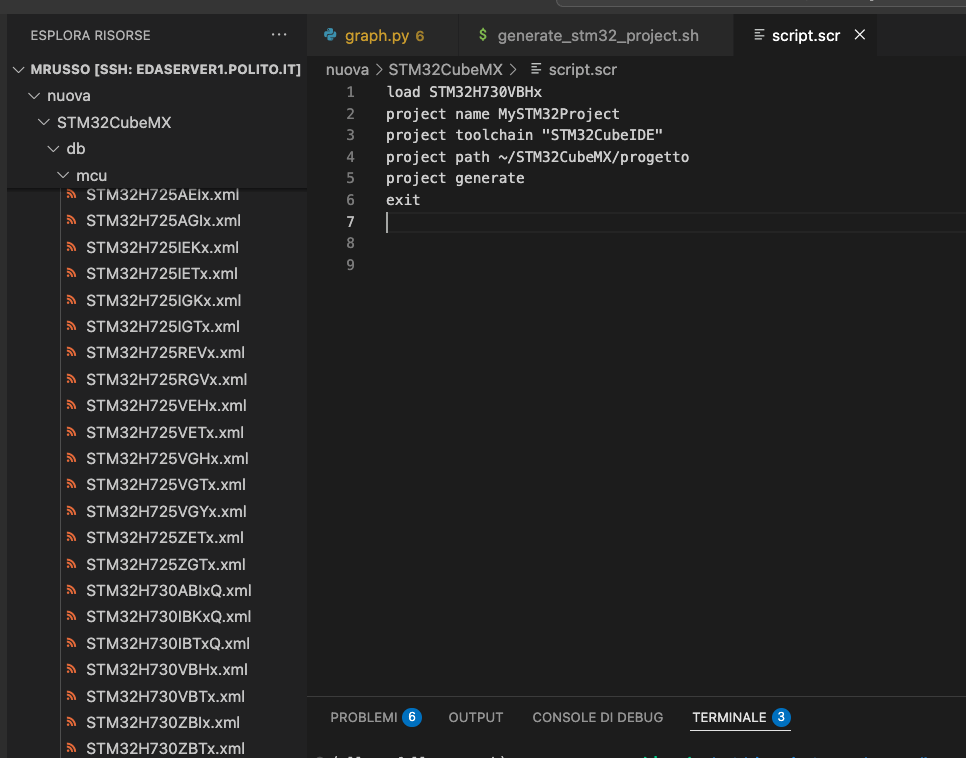 ESPLORA RISORSE
MRUSSO [SSH: EDASERVER1.POLITO.IT]
nuova
STM32CubeMX
db
mcu
STM32H725AEIx.xml
STM32H725AGIx.xml
STM32H725IEKx.xml
STM32H725IETx.xml
STM32H725IGKx.xml
STM32H725IGTx.xml
STM32H725REVx.xml
STM32H725RGVx.xml
STM32H725VEHx.xml
STM32H725VETx.xml
STM32H725VGHx.xml
STM32H725VGTx.xml
STM32H725VGYx.xml
STM32H725ZETx.xml
STM32H725ZGTx.xml
STM32H730ABIxQ.xml
STM32H730IBKxQ.xml
STM32H730IBTxQ.xml
STM32H730VBHx.xml
STM32H730VBTx.xml
STM32H730ZBIx.xml
STM32H730ZBTx.xml
graph.py 6
$ generate_stm32_project.sh
script.scr
nuova > STM32CubeMX > script.scr
1 load STM32H730VBHx
2 project name MySTM32Project
3 project toolchain "STM32CubeIDE"
4 project path ~/STM32CubeMX/progetto
5 project generate
6 exit
7
8
9
PROBLEMI 6 OUTPUT CONSOLE DI DEBUG TERMINALE 3